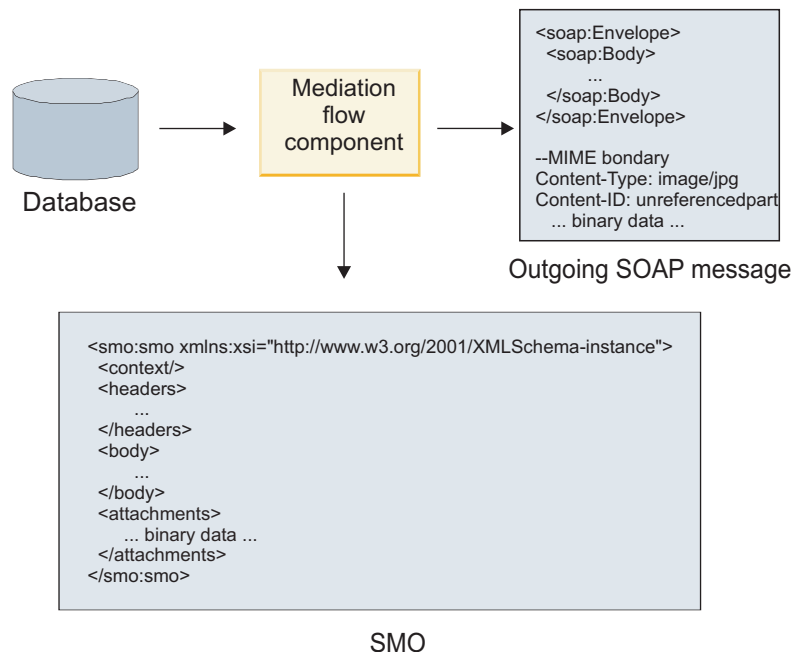 Database
Mediation
flow
component
<soap:Envelope>
<soap:Body>
...
</soap:Body>
</soap:Envelope>
--MIME bondary
Content-Type: image/jpg
Content-ID: unreferencedpart
... binary data ...
Outgoing SOAP message
<smo:smo xmlns:xsi="http://www.w3.org/2001/XMLSchema-instance">
<context/>
<headers>
...
</headers>
<body>
...
</body>
<attachments>
... binary data ...
</attachments>
</smo:smo>
SMO